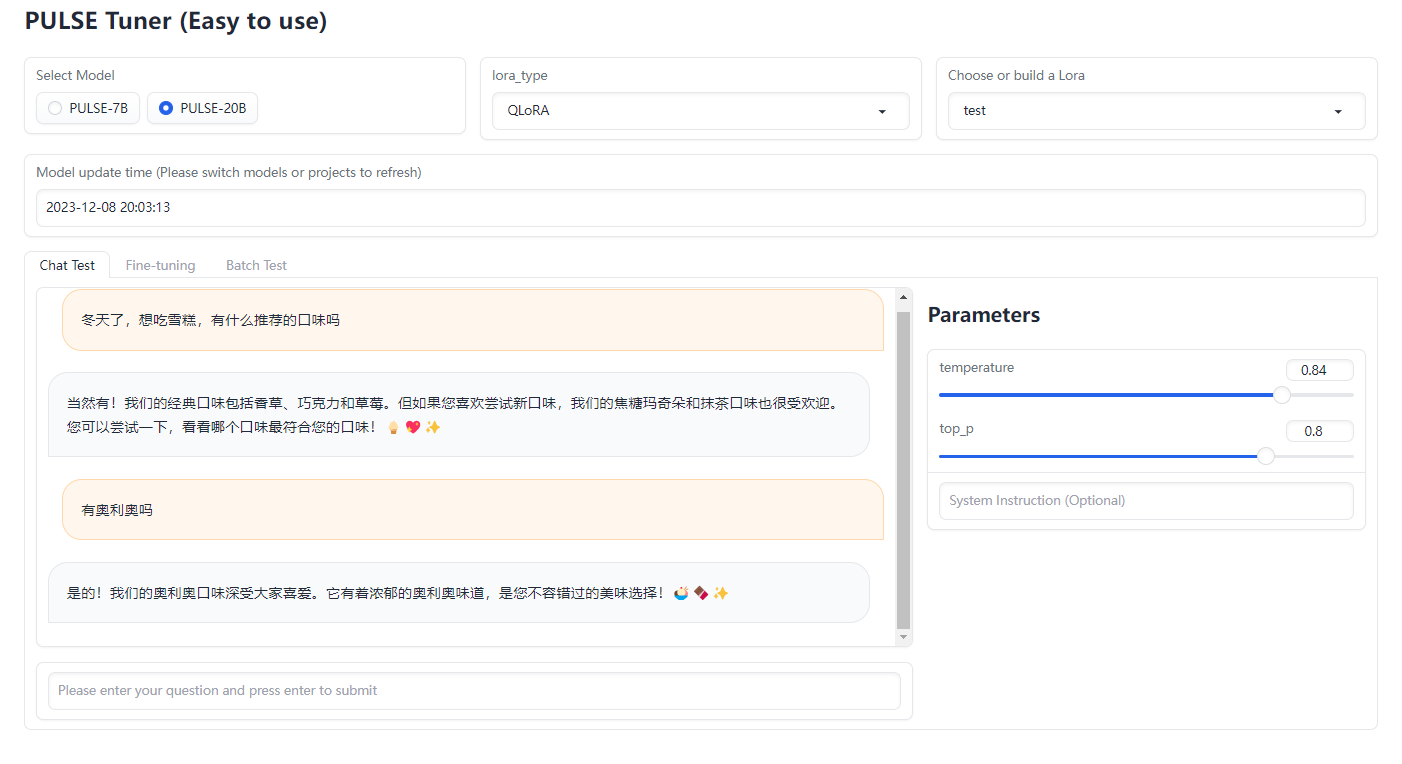 PULSE Tuner (Easy to use)
Select Model
PULSE-7B
PULSE-20B
lora_type
QLoRA
Choose or build a Lora
test
Model update time (Please switch models or projects to refresh)
2023-12-08 20:03:13
Chat Test
Fine-tuning
Batch Test
冬天了，想吃雪糕，有什么推荐的口味吗
当然有！我们的经典口味包括香草、巧克力和草莓。但如果您喜欢尝试新口味，我们的焦糖玛奇朵和抹茶口味也很受欢迎。
您可以尝试一下，看看哪个口味最符合您的口味！🍦💖✨
有奥利奥吗
是的！我们的奥利奥口味深受大家喜爱。它有着浓郁的奥利奥味道，是您不容错过的美味选择！🍨🍫✨
Please enter your question and press enter to submit
Parameters
temperature
0.84
top_p
0.8
System Instruction (Optional)